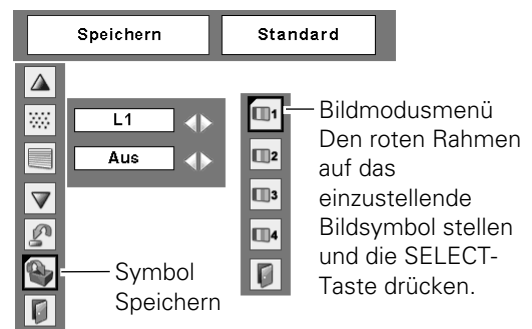 Speichern Standard
L1
Aus
1
2
3
4
Bildmodusmenü
Den roten Rahmen
auf das
einzustellende
Bildsymbol stellen
und die SELECT-
Taste drücken.
Symbol
Speichern